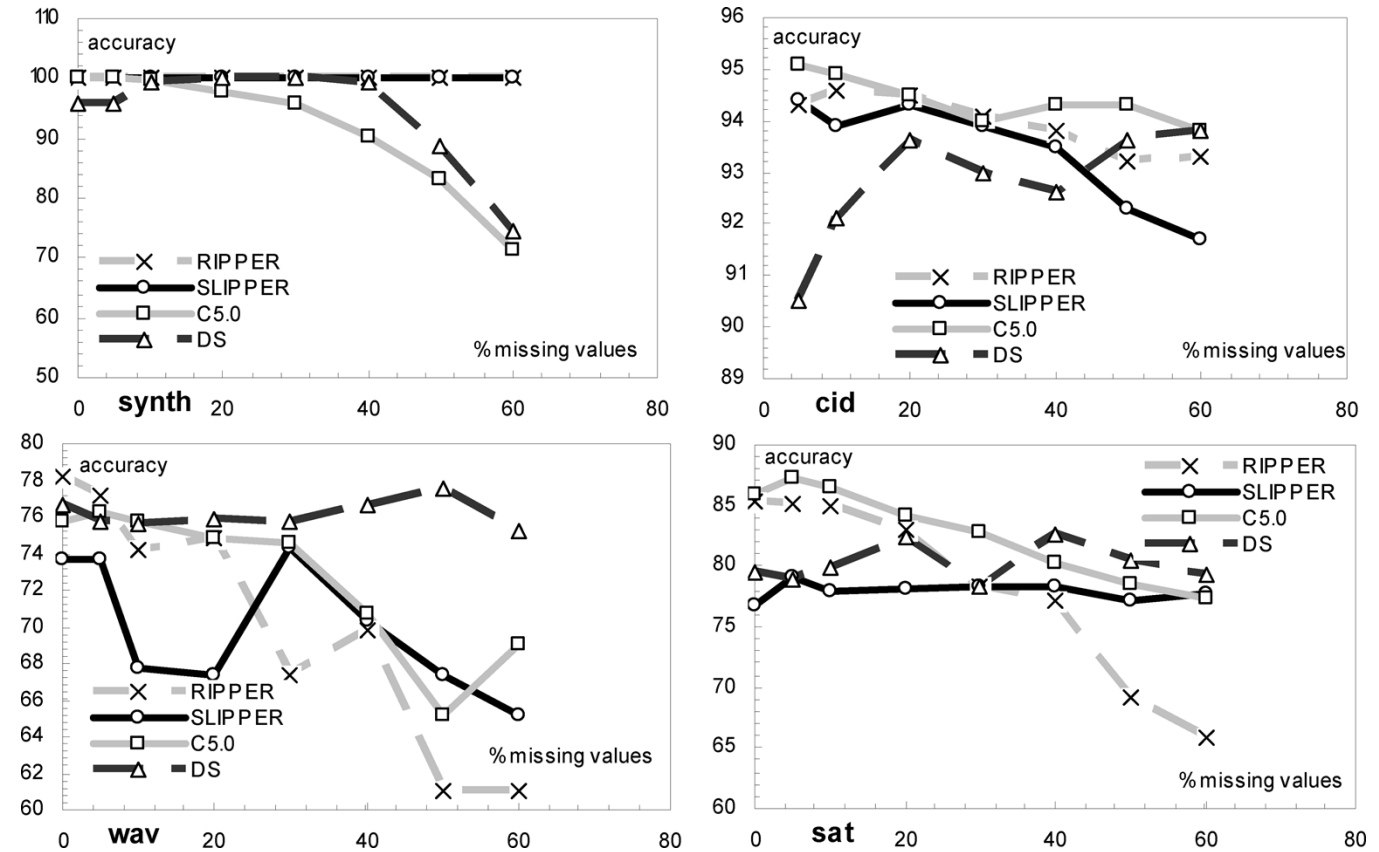 110
accuracy
100
90
80
70
RIPPER
SLIPPER
60
C5.0
DS
% missing values
50
0
synth
20
40
60
80
96
accuracy
95
94
93
92
91
RIPPER
SLIPPER
90
C5.0
DS
% missing values
89
0
cid
20
40
60
80
80
accuracy
78
76
74
72
70
68
RIPPER
66
SLIPPER
64
C5.0
% missing values
62
DS
60
0
wav
20
40
60
80
90
accuracy
RIPPER
SLIPPER
85
C5.0
DS
80
75
70
65
% missing values
60
0
sat
20
40
60
80